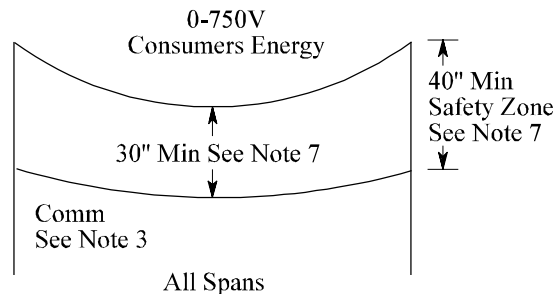 0-750V
Consumers Energy
40" Min
Safety Zone
See Note 7
30" Min See Note 7
Comm
See Note 3
All Spans